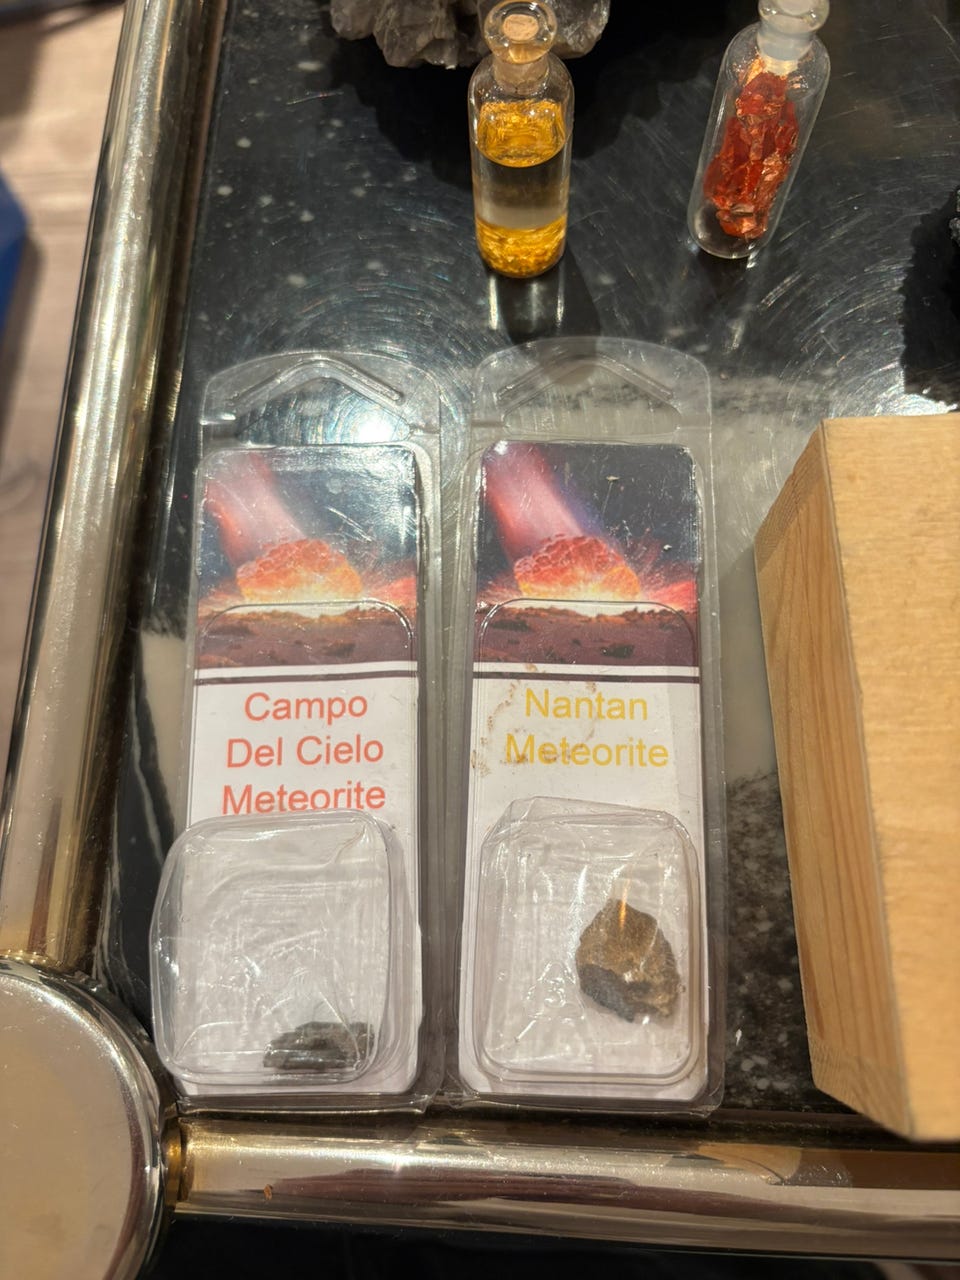 Campo
Del Cielo
Meteorite
Nantan
Meteorite